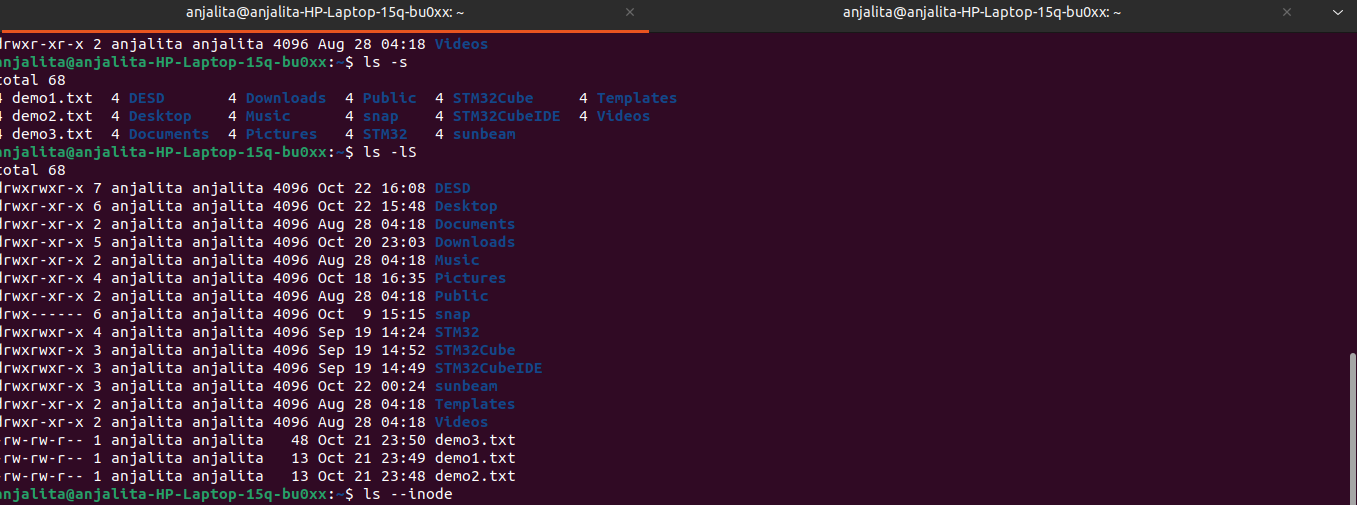 anjalita@anjalita-HP-Laptop-15q-bu0xx: ~ × anjalita@anjalita-HP-Laptop-15q-bu0xx: ~ ×
drwxr-xr-x 2 anjalita anjalita 4096 Aug 28 04:18 Videos
anjalita@anjalita-HP-Laptop-15q-bu0xx:~$ ls -s
total 68
4 demo1.txt 4 DESD 4 Downloads 4 Public 4 STM32Cube 4 Templates
4 demo2.txt 4 Desktop 4 Music 4 snap 4 STM32CubeIDE 4 Videos
4 demo3.txt 4 Documents 4 Pictures 4 STM32 4 sunbeam
anjalita@anjalita-HP-Laptop-15q-bu0xx:~$ ls -lS
total 68
drwxrwxr-x 7 anjalita anjalita 4096 Oct 22 16:08 DESD
drwxr-xr-x 6 anjalita anjalita 4096 Oct 22 15:48 Desktop
drwxr-xr-x 2 anjalita anjalita 4096 Aug 28 04:18 Documents
drwxr-xr-x 5 anjalita anjalita 4096 Oct 20 23:03 Downloads
drwxr-xr-x 2 anjalita anjalita 4096 Aug 28 04:18 Music
drwxr-xr-x 4 anjalita anjalita 4096 Oct 18 16:35 Pictures
drwxr-xr-x 2 anjalita anjalita 4096 Aug 28 04:18 Public
drwx------ 6 anjalita anjalita 4096 Oct 9 15:15 snap
drwxrwxr-x 4 anjalita anjalita 4096 Sep 19 14:24 STM32
drwxrwxr-x 3 anjalita anjalita 4096 Sep 19 14:52 STM32Cube
drwxrwxr-x 3 anjalita anjalita 4096 Sep 19 14:49 STM32CubeIDE
drwxrwxr-x 3 anjalita anjalita 4096 Oct 22 00:24 sunbeam
drwxr-xr-x 2 anjalita anjalita 4096 Aug 28 04:18 Templates
drwxr-xr-x 2 anjalita anjalita 4096 Aug 28 04:18 Videos
-rw-rw-r-- 1 anjalita anjalita 48 Oct 21 23:50 demo3.txt
-rw-rw-r-- 1 anjalita anjalita 13 Oct 21 23:49 demo1.txt
-rw-rw-r-- 1 anjalita anjalita 13 Oct 21 23:48 demo2.txt
anjalita@anjalita-HP-Laptop-15q-bu0xx:~$ ls --inode